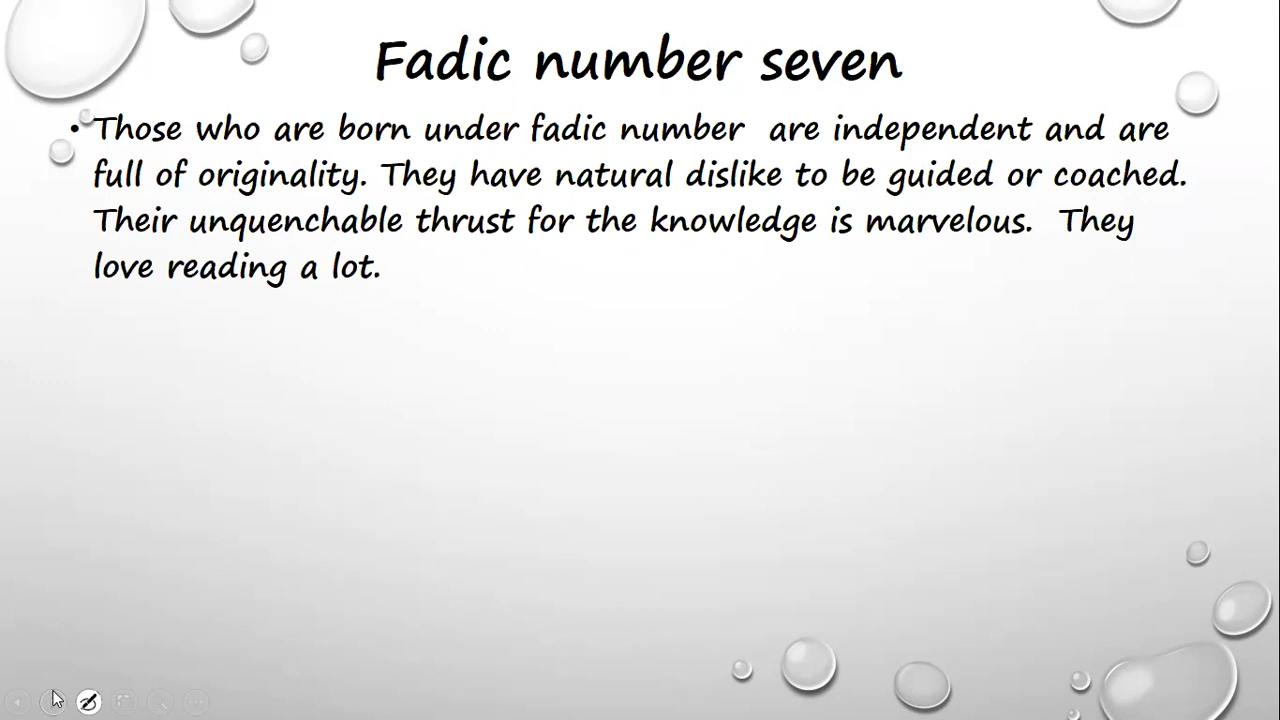 Fadic number seven
• Those who are born under fadic number  are independent and are
full of originality. They have natural dislike to be guided or coached.
Their unquenchable thrust for the knowledge is marvelous.  They
love reading a lot.